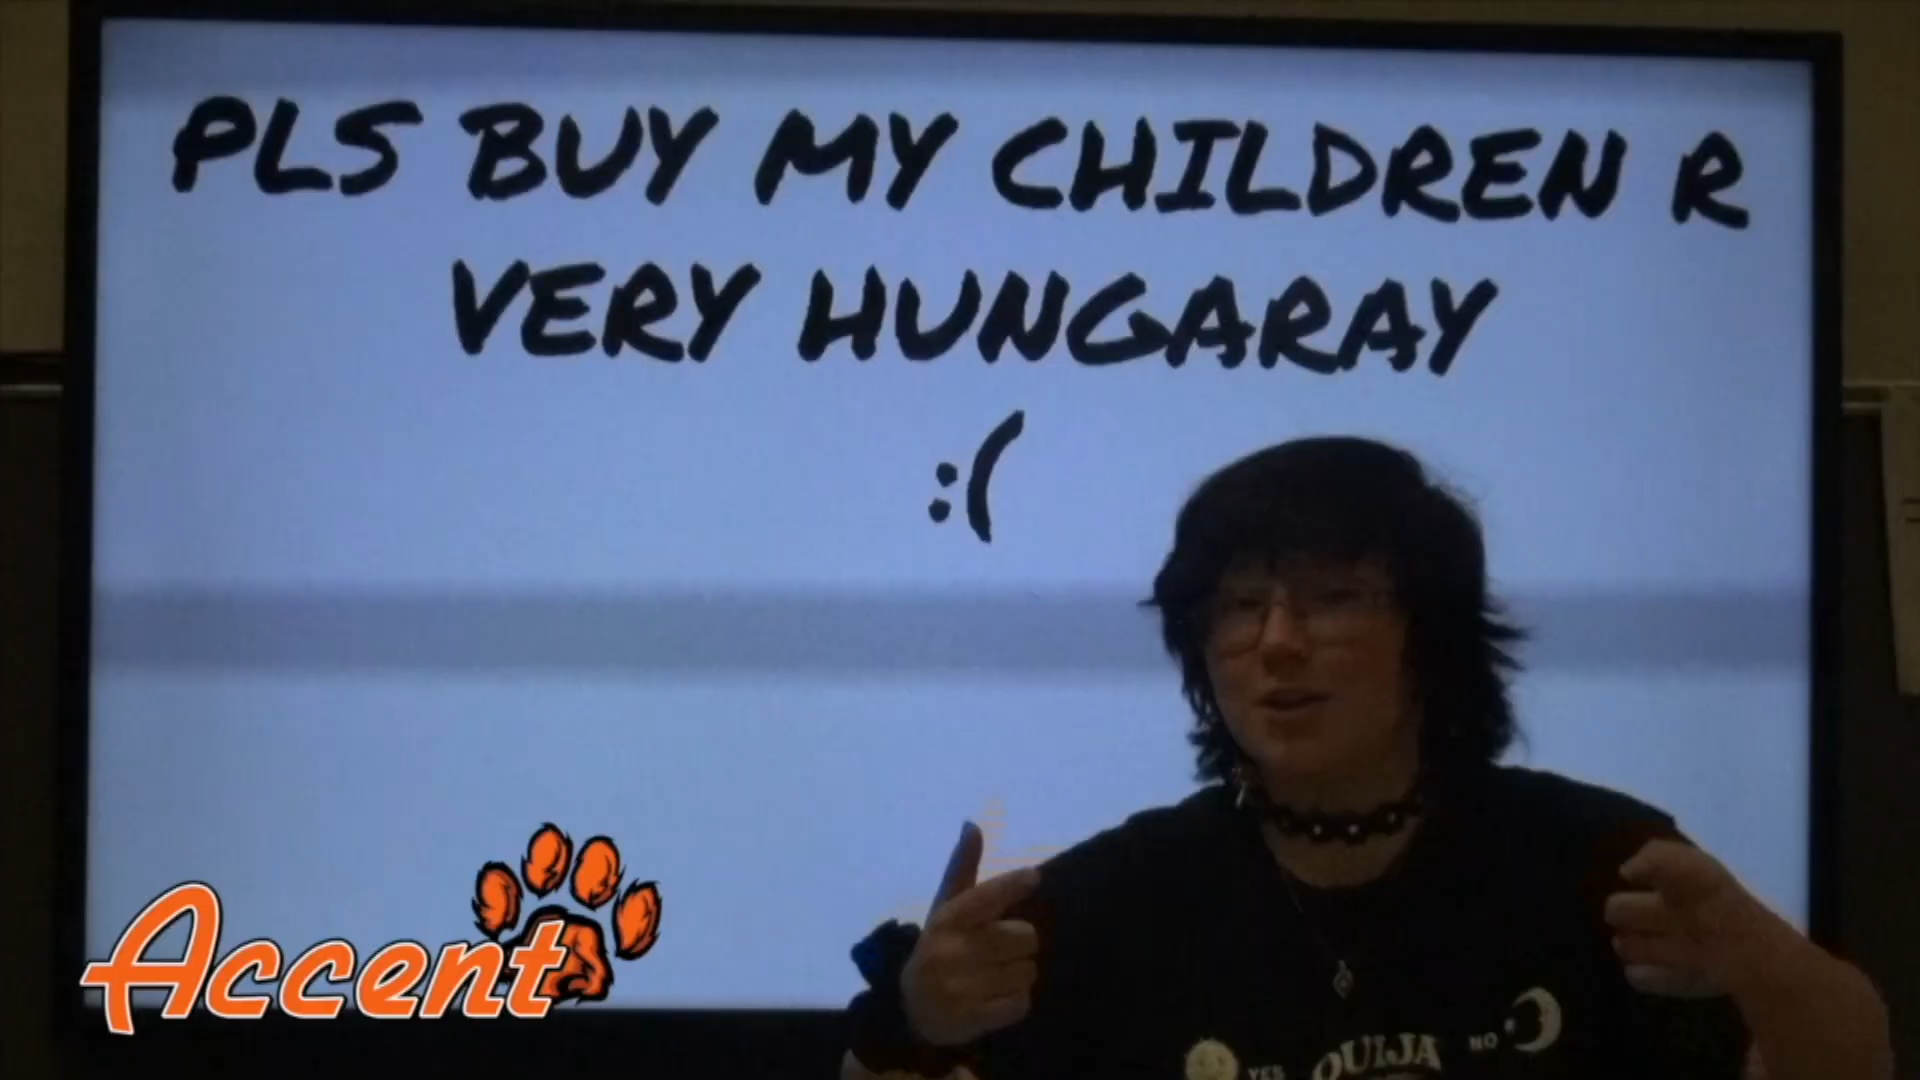 PLS BUY MY CHILDREN R
VERY HUNGARAY
:(
Accent
YES OUIJA NO